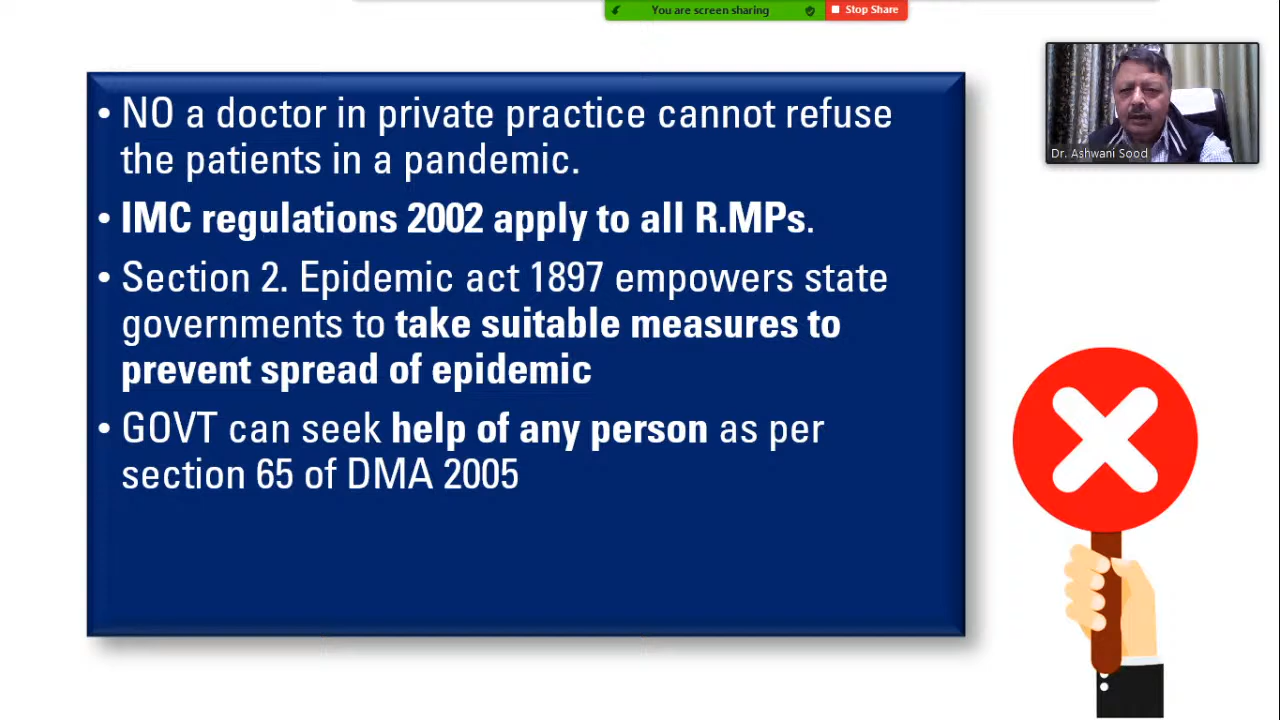 You are screen sharing
Stop Share
Dr. Ashwani Sood
• NO a doctor in private practice cannot refuse
the patients in a pandemic.
• IMC regulations 2002 apply to all R.MPs.
• Section 2. Epidemic act 1897 empowers state
governments to take suitable measures to
prevent spread of epidemic
• GOVT can seek help of any person as per
section 65 of DMA 2005